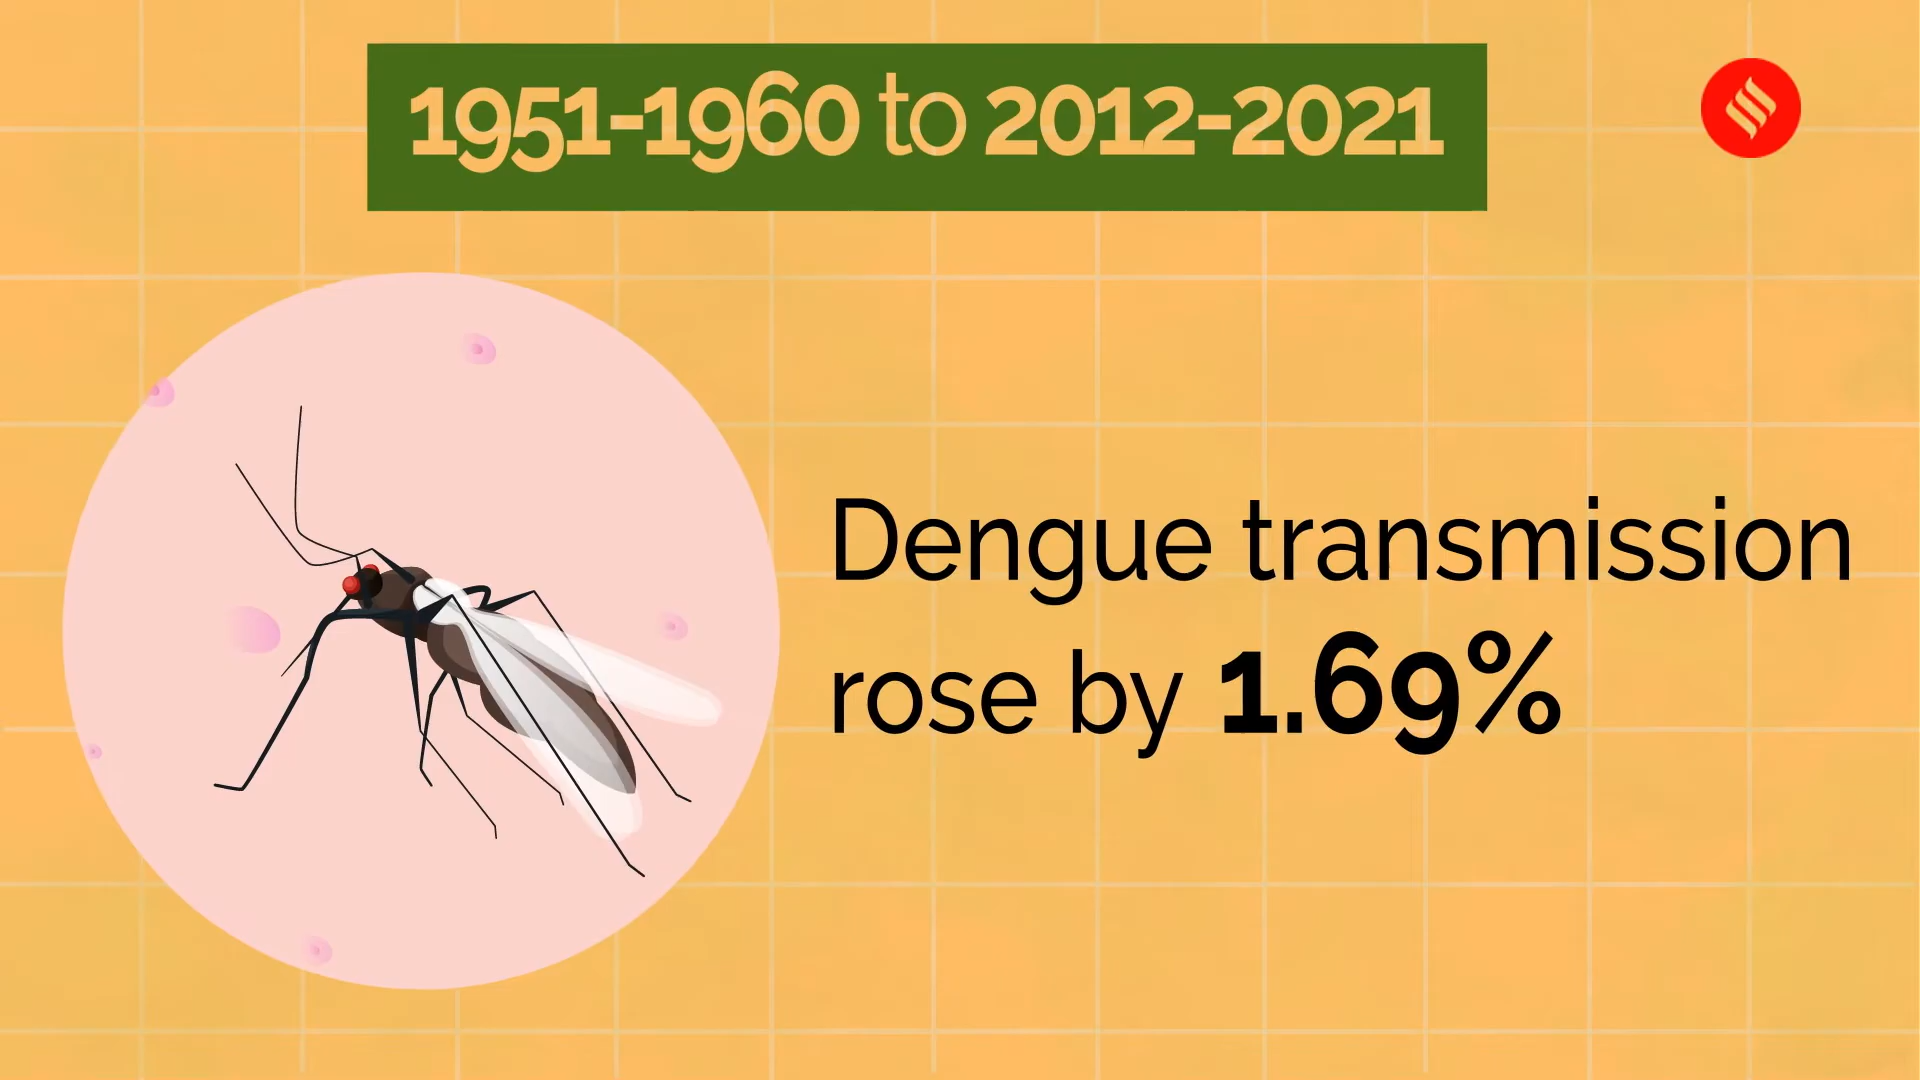 1951-1960 to 2012-2021
Dengue transmission
rose by 1.69%